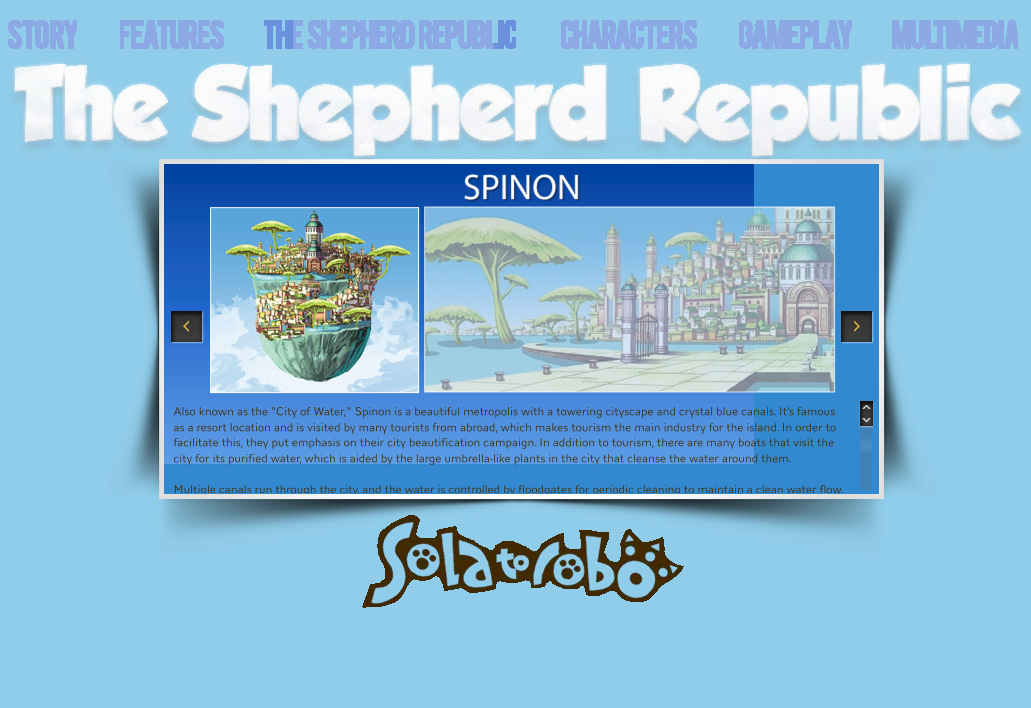 STORY FEATURES THE SHEPHERD REPUBLIC CHARACTERS GAMEPLAY MULTIMEDIA
The Shepherd Republic
SPINON
Also known as the "City of Water," Spinon is a beautiful metropolis with a towering cityscape and crystal blue canals. It's famous
as a resort location and is visited by many tourists from abroad, which makes tourism the main industry for the island. In order to
facilitate this, they put emphasis on their city beautification campaign. In addition to tourism, there are many boats that visit the
city for its purified water, which is aided by the large umbrella-like plants in the city that cleanse the water around them.
Multiple canals run through the city and the water is controlled by floodgates for periodic cleaning to maintain a clean water flow.
Solatorobo